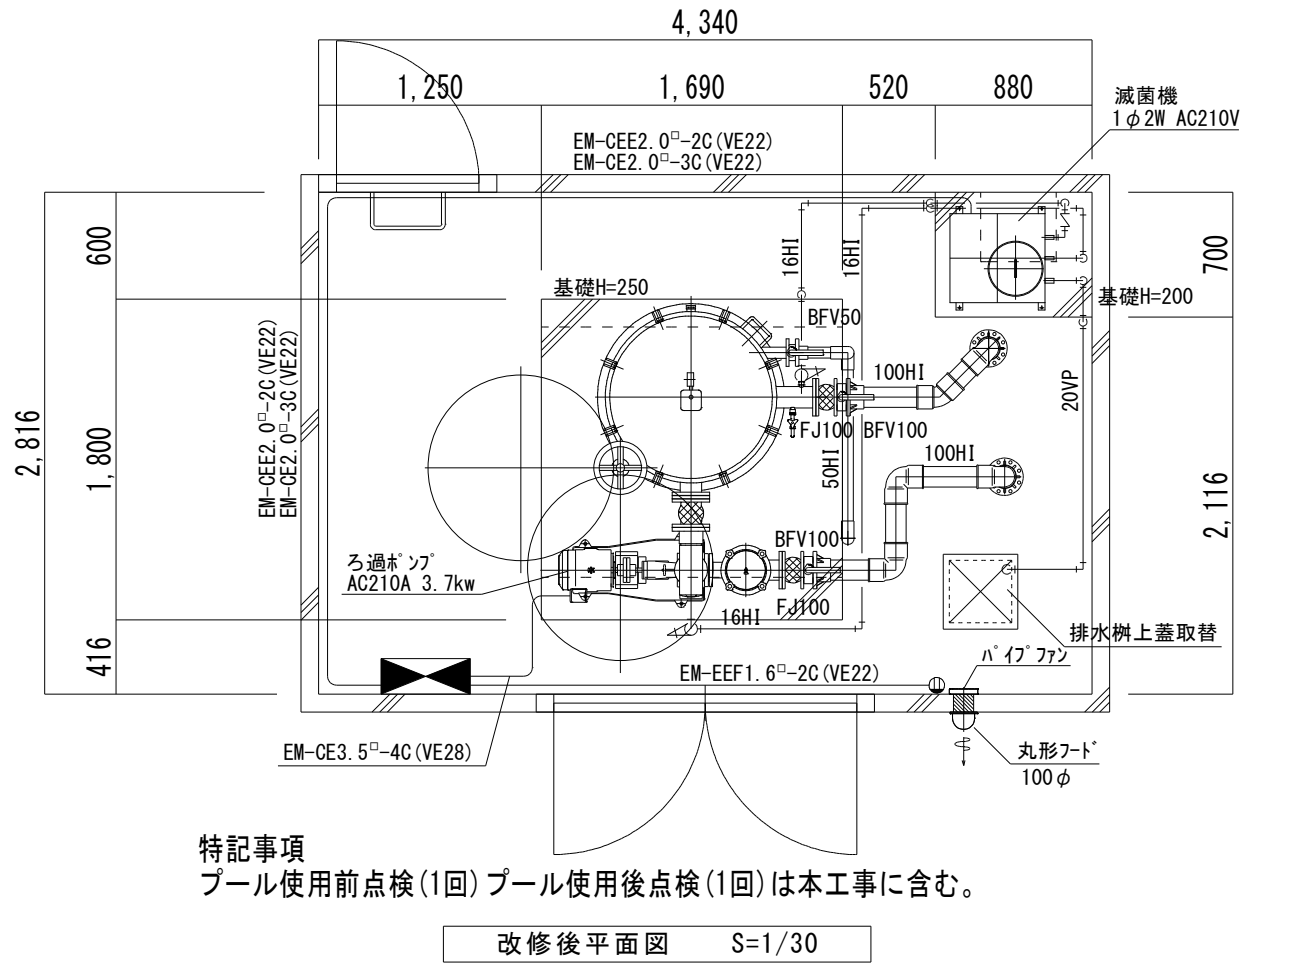 4,340
1,250
1,690
520
880
滅菌機
1φ2W AC210V
EM-CEE2.0□-2C(VE22)
EM-CE2.0□-3C(VE22)
600
700
16HI
16HI
基礎H=250
基礎H=200
BFV50
EM-CEE2.0□-2C(VE22)
EM-CE2.0□-3C(VE22)
100HI
20VP
2,816
1,800
FJ100
BFV100
100HI
50HI
2,116
BFV100
ろ過ﾎﾟﾝﾌﾟ
AC210A 3.7kw
FJ100
16HI
416
排水桝上蓋取替
ﾊﾟｲﾌﾟﾌｧﾝ
EM-EEF1.6□-2C(VE22)
EM-CE3.5□-4C(VE28)
丸形ﾌｰﾄﾞ
100φ
特記事項
プール使用前点検(1回)プール使用後点検(1回)は本工事に含む。
改修後平面図 S=1/30